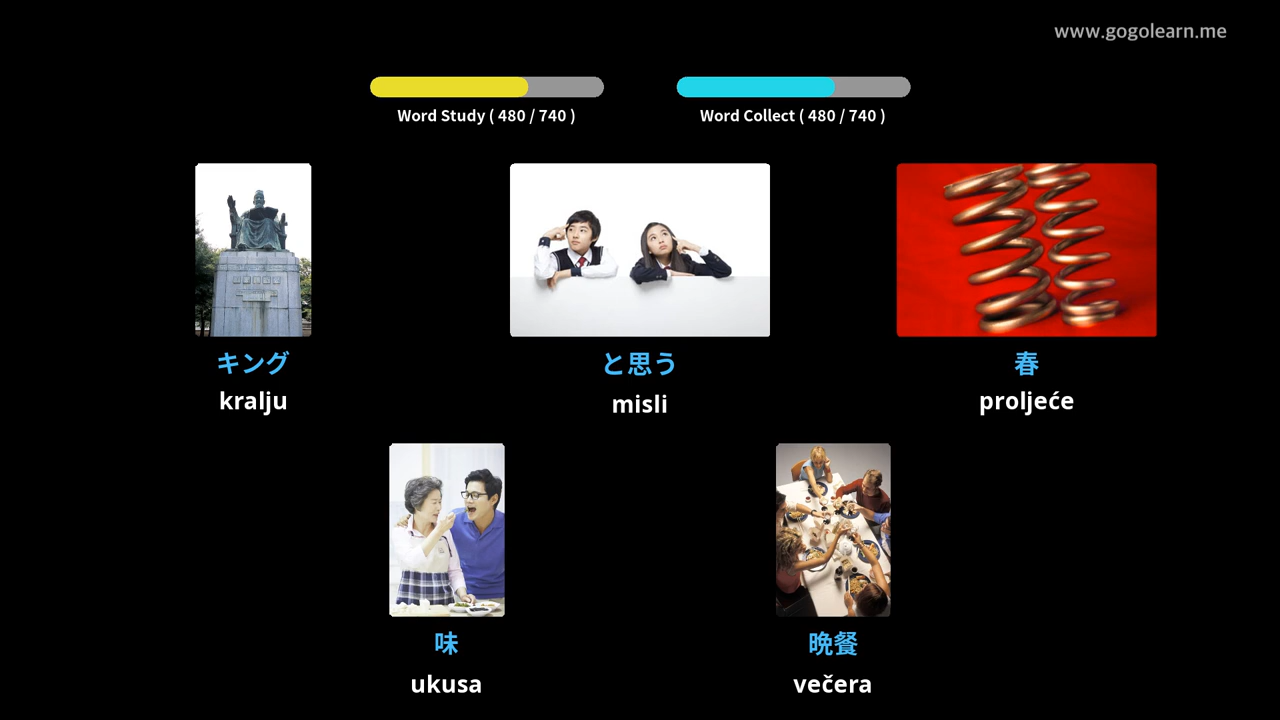 www.gogolearn.me
Word Study ( 480 / 740 )
Word Collect ( 480 / 740 )
キング
kralju
と思う
misli
春
proljeće
味
ukusa
晩餐
večera